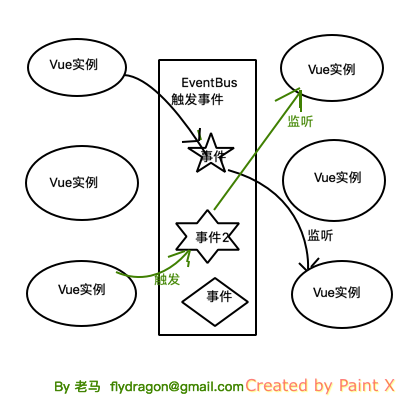 Vue实例
EventBus
触发事件
Vue实例
监听
事件
Vue实例
Vue实例
事件2
监听
Vue实例
触发
事件
Vue实例
By 老马 flydragon@gmail.com
Created by Paint X